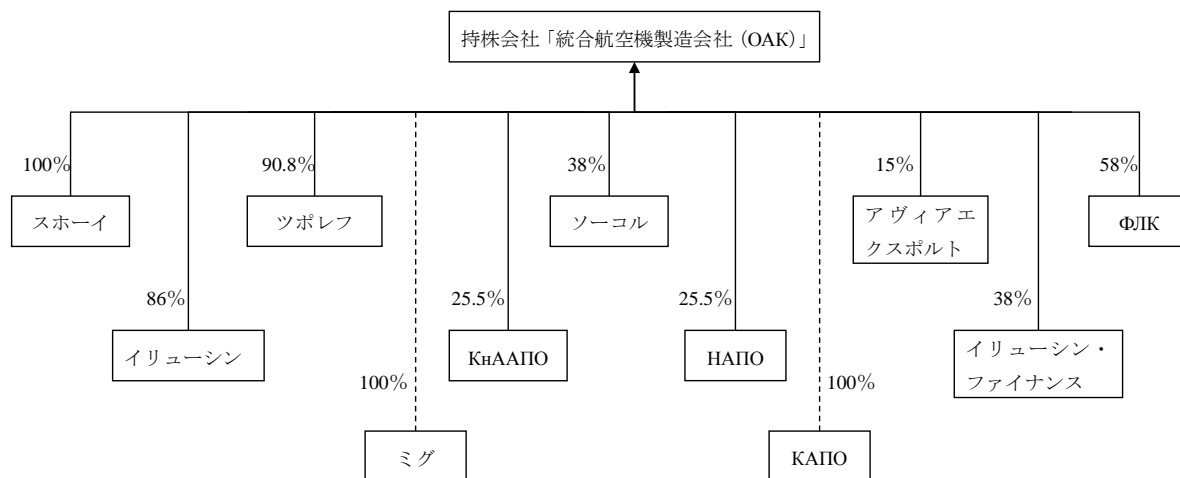 持株会社「統合航空機製造会社（ОАК）」
100%
90.8%
38%
15%
58%
スホーイ
ツポレフ
ソーコル
アヴィアエ
クスポルト
ФЛК
86%
25.5%
25.5%
38%
イリューシン
КнААПО
НАПО
イリューシン・
ファイナンス
100%
100%
ミグ
КАПО